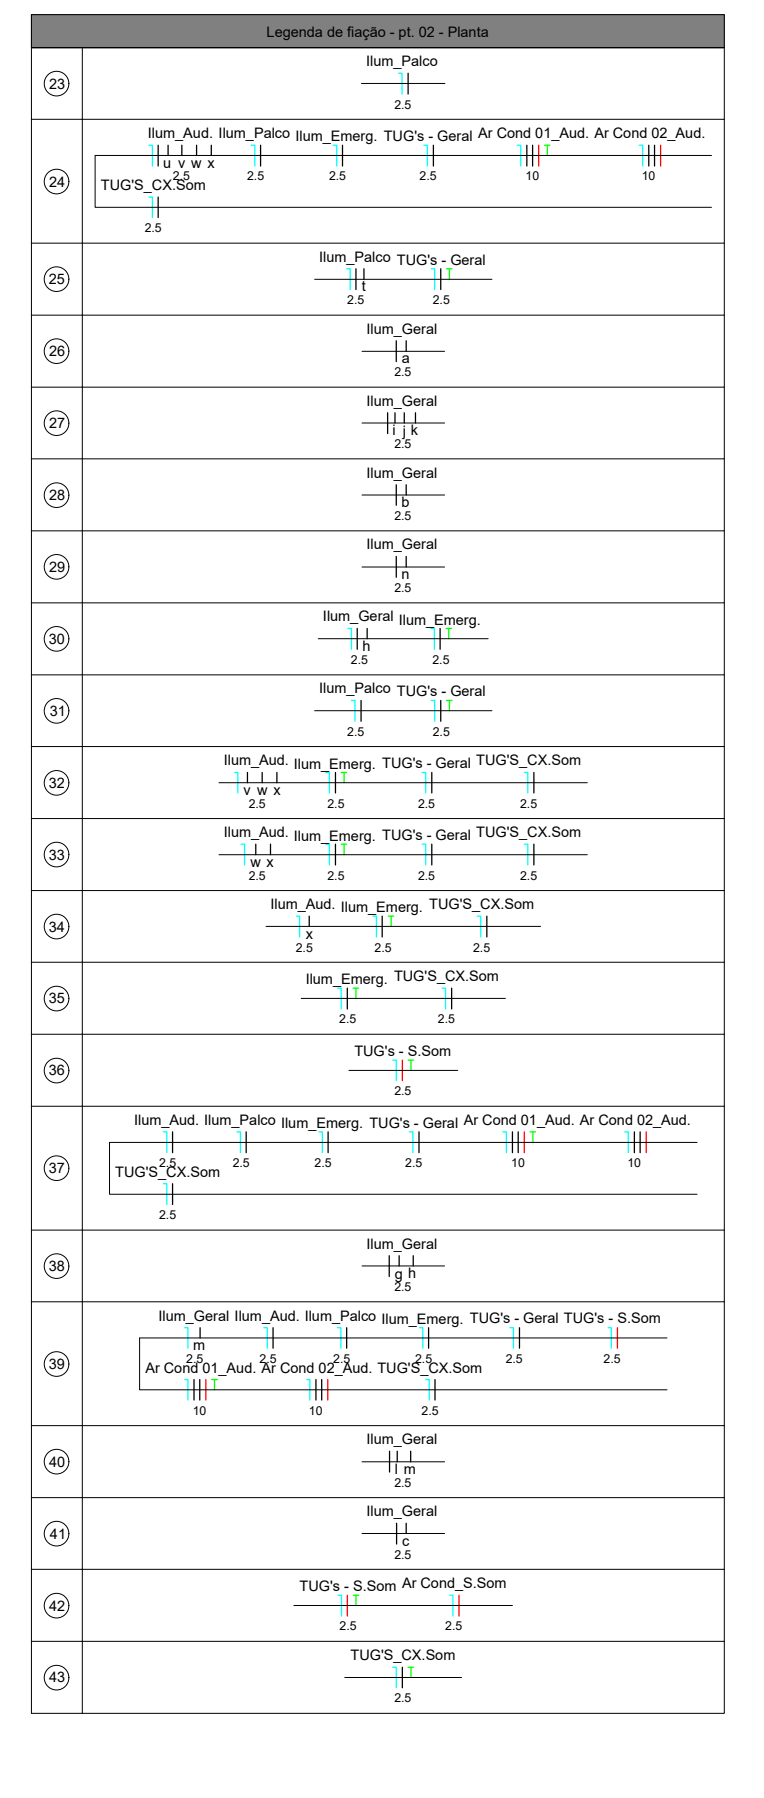 Legenda de fiação - pt. 02 - Planta
23
Ilum_Palco
2.5
24
Ilum_Aud. Ilum_Palco Ilum_Emerg. TUG's - Geral Ar Cond 01_Aud. Ar Cond 02_Aud.
u v w x
2.5 2.5 2.5 2.5 10 10
TUG'S_CX.Som
2.5
25
Ilum_Palco TUG's - Geral
t
2.5 2.5
26
Ilum_Geral
a
2.5
27
Ilum_Geral
i j k
2.5
28
Ilum_Geral
b
2.5
29
Ilum_Geral
n
2.5
30
Ilum_Geral Ilum_Emerg.
h
2.5 2.5
31
Ilum_Palco TUG's - Geral
2.5 2.5
32
Ilum_Aud. Ilum_Emerg. TUG's - Geral TUG'S_CX.Som
v w x
2.5 2.5 2.5 2.5
33
Ilum_Aud. Ilum_Emerg. TUG's - Geral TUG'S_CX.Som
w x
2.5 2.5 2.5 2.5
34
Ilum_Aud. Ilum_Emerg. TUG'S_CX.Som
x
2.5 2.5 2.5
35
Ilum_Emerg. TUG'S_CX.Som
2.5 2.5
36
TUG's - S.Som
2.5
37
Ilum_Aud. Ilum_Palco Ilum_Emerg. TUG's - Geral Ar Cond 01_Aud. Ar Cond 02_Aud.
2.5 2.5 2.5 2.5 10 10
TUG'S_CX.Som
2.5
38
Ilum_Geral
g h
2.5
39
Ilum_Geral Ilum_Aud. Ilum_Palco Ilum_Emerg. TUG's - Geral TUG's - S.Som
m
2.5 2.5 2.5 2.5 2.5 2.5
Ar Cond 01_Aud. Ar Cond 02_Aud. TUG'S_CX.Som
10 10 2.5
40
Ilum_Geral
l m
2.5
41
Ilum_Geral
c
2.5
42
TUG's - S.Som Ar Cond_S.Som
2.5 2.5
43
TUG'S_CX.Som
2.5